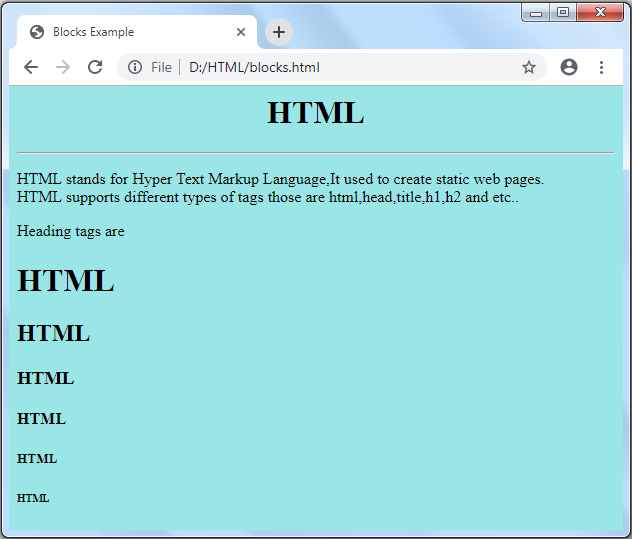 Blocks Example
File
D:/HTML/blocks.html
HTML
HTML stands for Hyper Text Markup Language,It used to create static web pages.
HTML supports different types of tags those are html,head,title,h1,h2 and etc..
Heading tags are
HTML
HTML
HTML
HTML
HTML
HTML